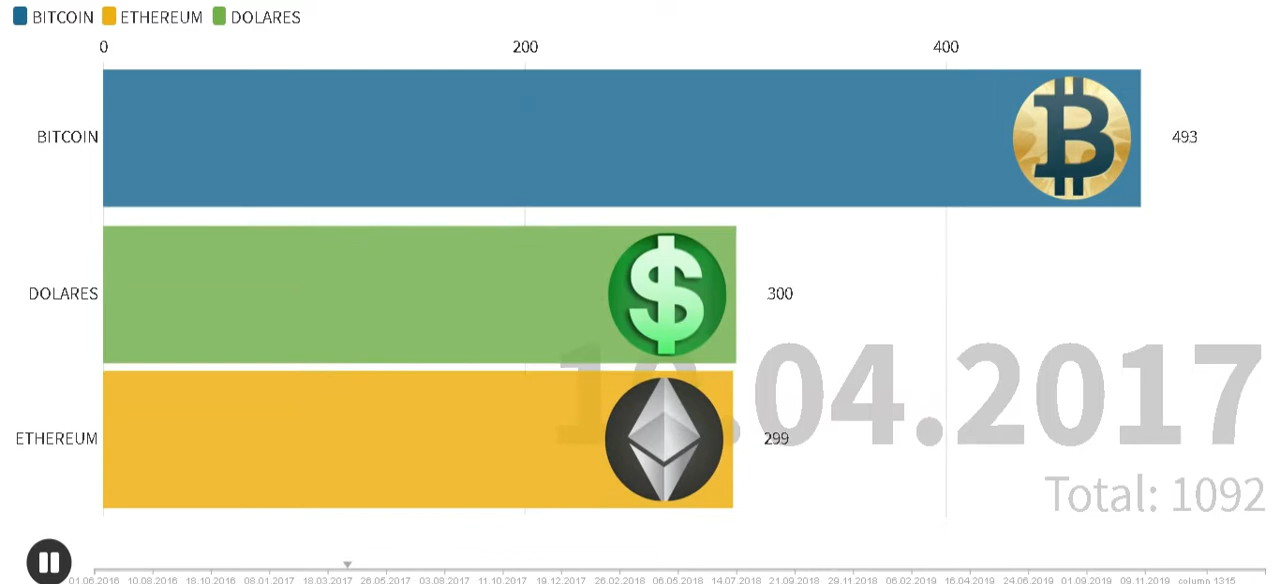 BITCOIN ETHEREUM DOLARES
0 200 400
BITCOIN 493
DOLARES 300
.04.2017
ETHEREUM 299
Total: 1092
01.06.2016 10.08.2016 18.10.2016 08.01.2017 18.03.2017 26.05.2017 03.08.2017 11.10.2017 19.12.2017 26.02.2018 06.05.2018 14.07.2018 21.09.2018 29.11.2018 06.02.2019 16.04.2019 24.06.2019 01.09.2019 09.11.2019 column 1315